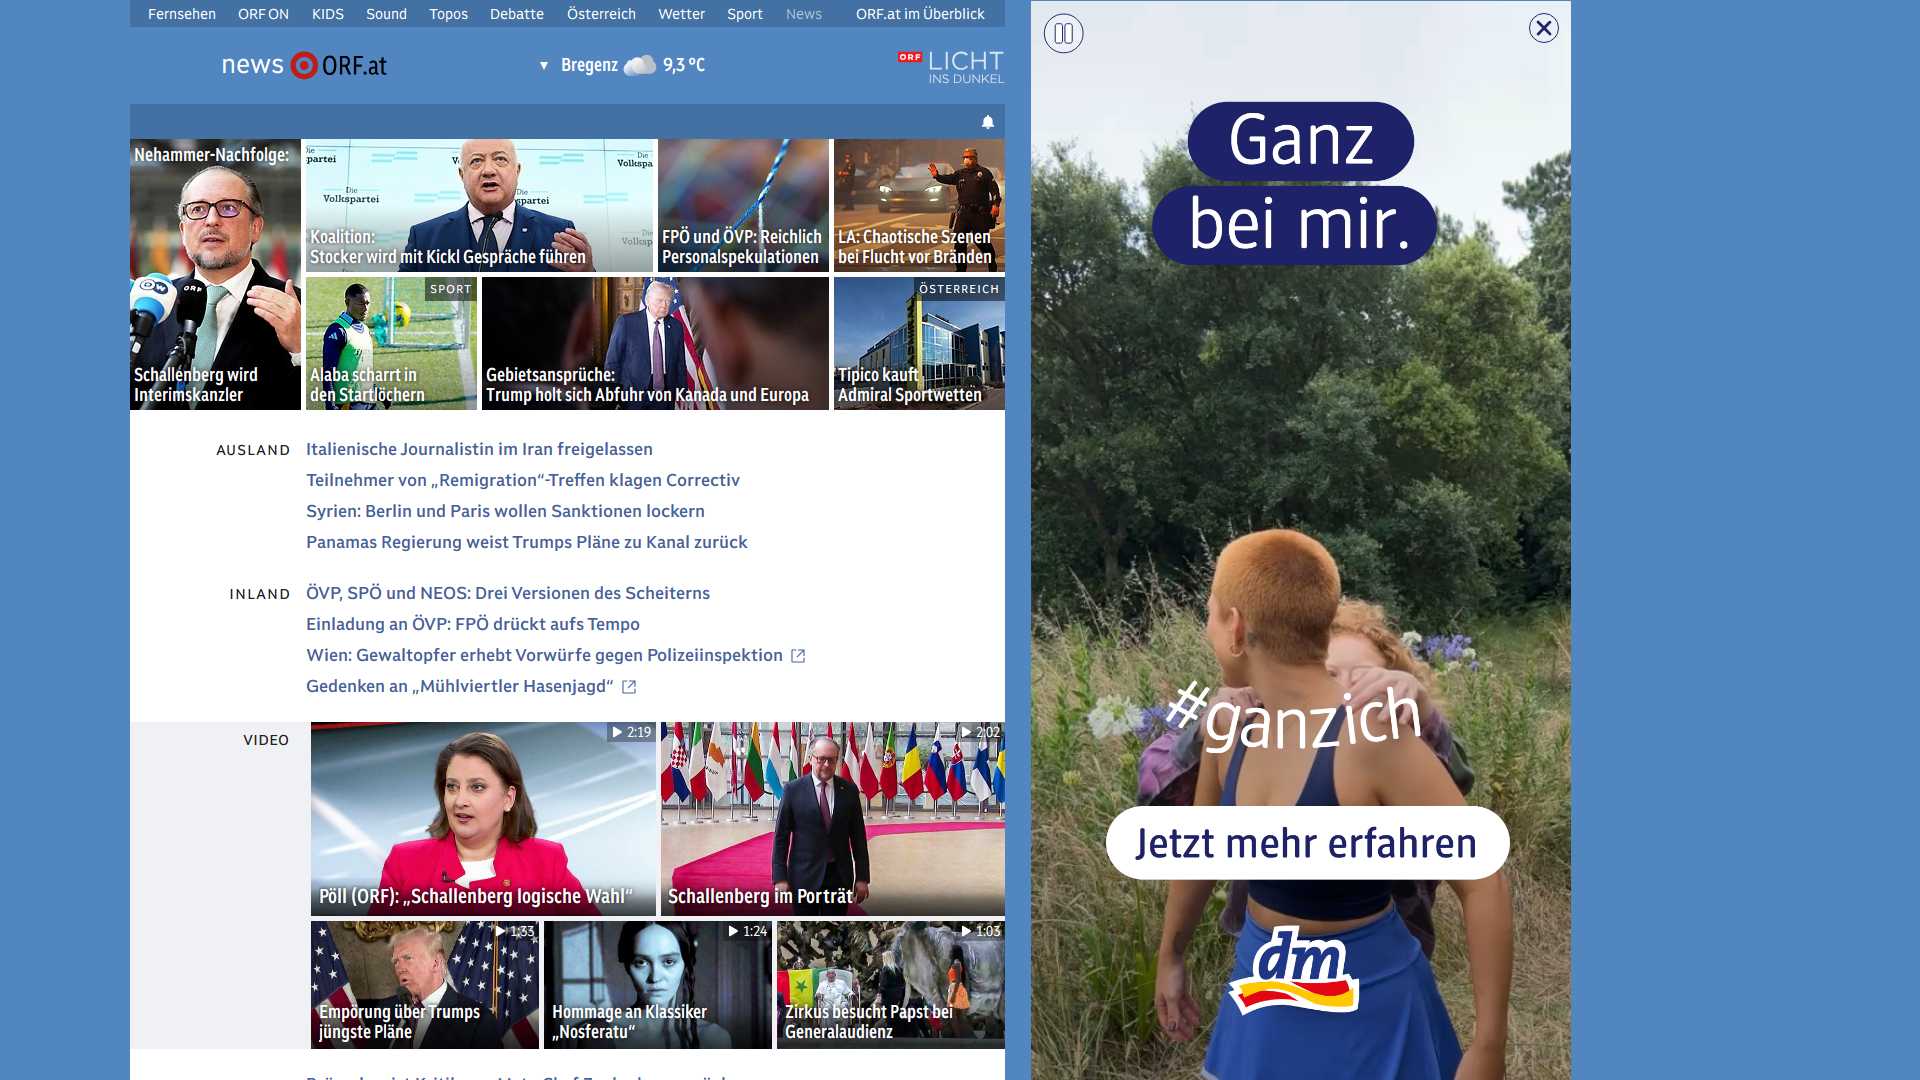 Fernsehen ORF ON KIDS Sound Topos Debatte Österreich Wetter Sport News ORF.at im Überblick
news ORF.at
Bregenz 9,3 °C
ORF LICHT
INS DUNKEL
Nehammer-Nachfolge:
Schallenberg wird
Interimskanzler
Die
Volkspartei
Koalition:
Stocker wird mit Kickl Gespräche führen
FPÖ und ÖVP: Reichlich
Personalspekulationen
LA: Chaotische Szenen
bei Flucht vor Bränden
SPORT
Alaba scharrt in
den Startlöchern
Gebietsansprüche:
Trump holt sich Abfuhr von Kanada und Europa
ÖSTERREICH
Tipico kauft
Admiral Sportwetten
AUSLAND
Italienische Journalistin im Iran freigelassen
Teilnehmer von „Remigration“-Treffen klagen Correctiv
Syrien: Berlin und Paris wollen Sanktionen lockern
Panamas Regierung weist Trumps Pläne zu Kanal zurück
INLAND
ÖVP, SPÖ und NEOS: Drei Versionen des Scheiterns
Einladung an ÖVP: FPÖ drückt aufs Tempo
Wien: Gewaltopfer erhebt Vorwürfe gegen Polizeiinspektion
Gedenken an „Mühlviertler Hasenjagd“
VIDEO
2:19
Pöll (ORF): „Schallenberg logische Wahl“
2:02
Schallenberg im Porträt
1:33
Empörung über Trumps
jüngste Pläne
1:24
Hommage an Klassiker
„Nosferatu“
1:03
Zirkus besucht Papst bei
Generalaudienz
Ganz
bei mir.
#ganzich
Jetzt mehr erfahren
dm